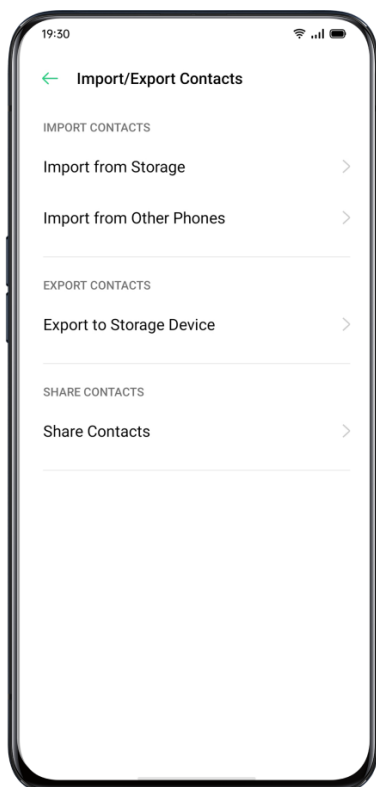 19:30
Import/Export Contacts
IMPORT CONTACTS
Import from Storage
Import from Other Phones
EXPORT CONTACTS
Export to Storage Device
SHARE CONTACTS
Share Contacts